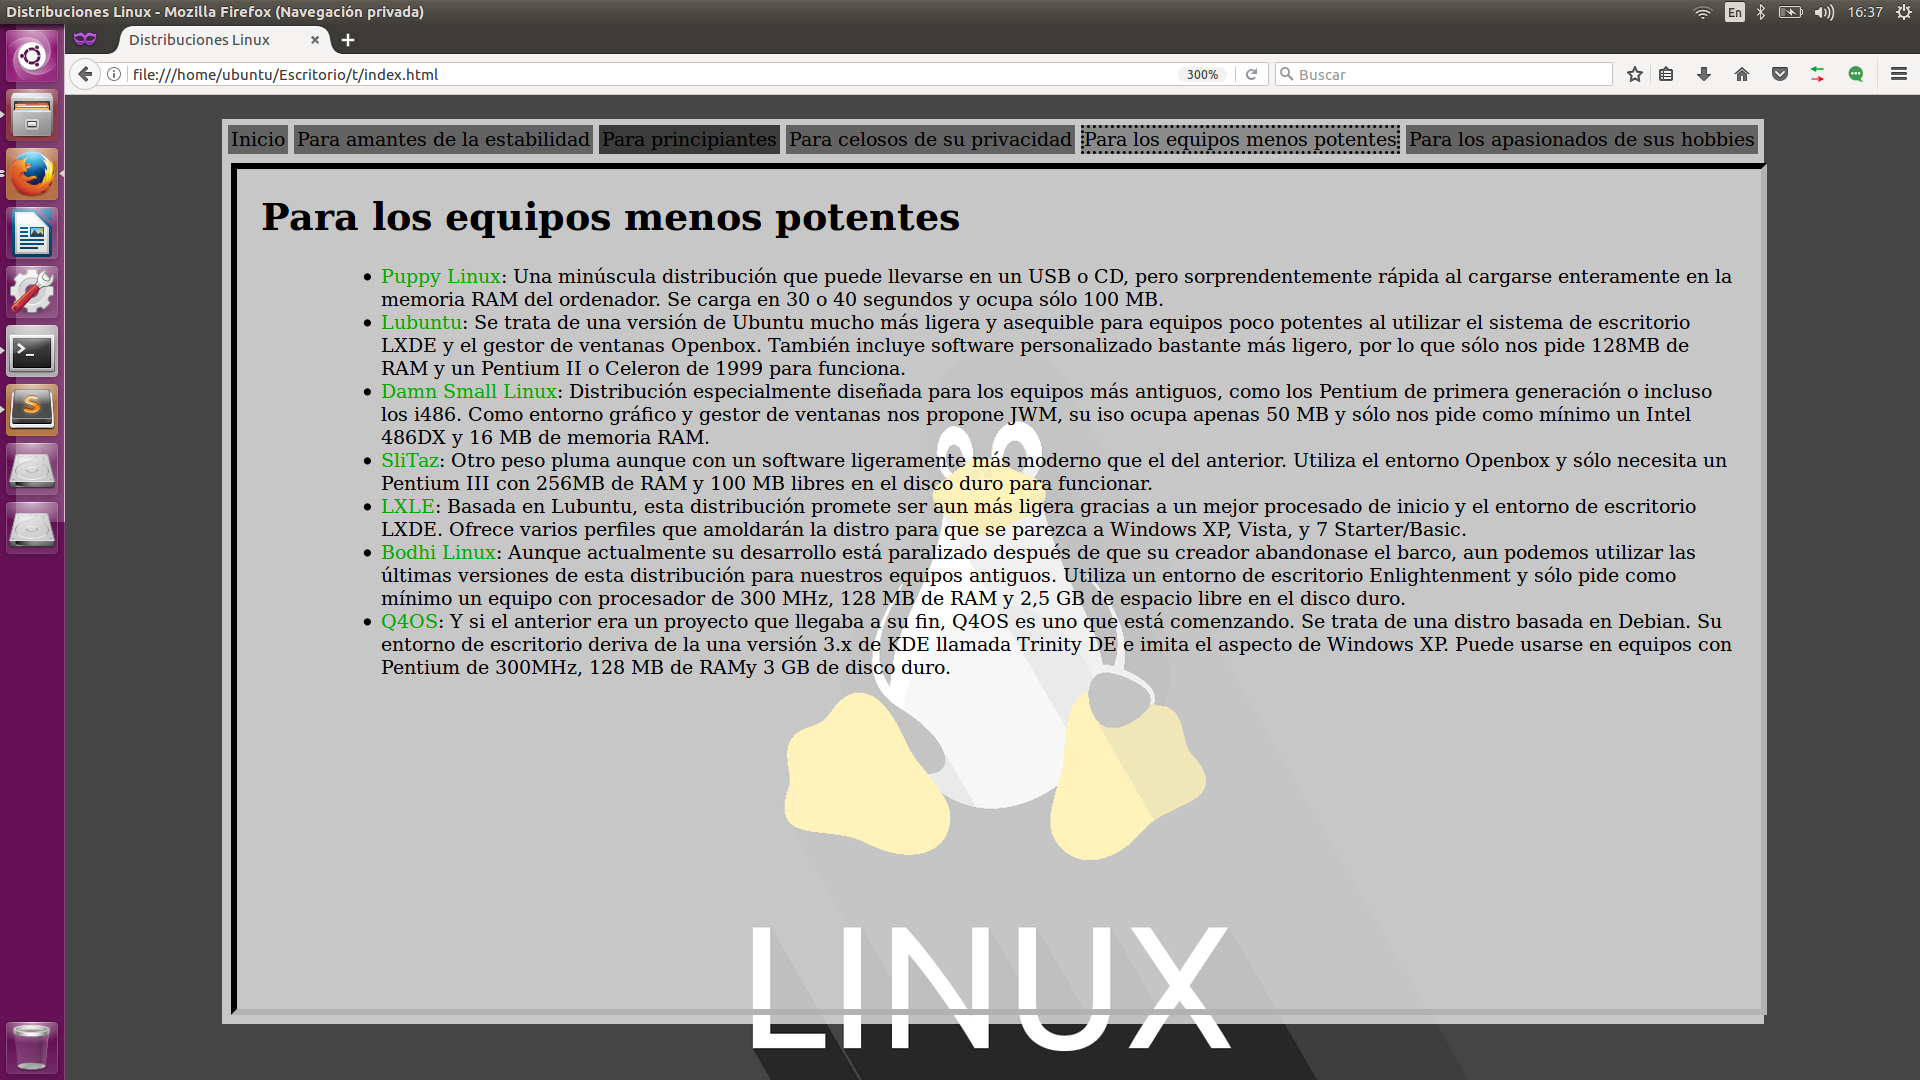 Distribuciones Linux - Mozilla Firefox (Navegación privada)
En
16:37
Distribuciones Linux
file:///home/ubuntu/Escritorio/t/index.html
300%
Buscar
Inicio
Para amantes de la estabilidad
Para principiantes
Para celosos de su privacidad
Para los equipos menos potentes
Para los apasionados de sus hobbies
Para los equipos menos potentes
Puppy Linux: Una minúscula distribución que puede llevarse en un USB o CD, pero sorprendentemente rápida al cargarse enteramente en la
memoria RAM del ordenador. Se carga en 30 o 40 segundos y ocupa sólo 100 MB.
Lubuntu: Se trata de una versión de Ubuntu mucho más ligera y asequible para equipos poco potentes al utilizar el sistema de escritorio
LXDE y el gestor de ventanas Openbox. También incluye software personalizado bastante más ligero, por lo que sólo nos pide 128MB de
RAM y un Pentium II o Celeron de 1999 para funciona.
Damn Small Linux: Distribución especialmente diseñada para los equipos más antiguos, como los Pentium de primera generación o incluso
los i486. Como entorno gráfico y gestor de ventanas nos propone JWM, su iso ocupa apenas 50 MB y sólo nos pide como mínimo un Intel
486DX y 16 MB de memoria RAM.
SliTaz: Otro peso pluma aunque con un software ligeramente más moderno que el del anterior. Utiliza el entorno Openbox y sólo necesita un
Pentium III con 256MB de RAM y 100 MB libres en el disco duro para funcionar.
LXLE: Basada en Lubuntu, esta distribución promete ser aun más ligera gracias a un mejor procesado de inicio y el entorno de escritorio
LXDE. Ofrece varios perfiles que amoldarán la distro para que se parezca a Windows XP, Vista, y 7 Starter/Basic.
Bodhi Linux: Aunque actualmente su desarrollo está paralizado después de que su creador abandonase el barco, aun podemos utilizar las
últimas versiones de esta distribución para nuestros equipos antiguos. Utiliza un entorno de escritorio Enlightenment y sólo pide como
mínimo un equipo con procesador de 300 MHz, 128 MB de RAM y 2,5 GB de espacio libre en el disco duro.
Q4OS: Y si el anterior era un proyecto que llegaba a su fin, Q4OS es uno que está comenzando. Se trata de una distro basada en Debian. Su
entorno de escritorio deriva de la una versión 3.x de KDE llamada Trinity DE e imita el aspecto de Windows XP. Puede usarse en equipos con
Pentium de 300MHz, 128 MB de RAMy 3 GB de disco duro.
LINUX